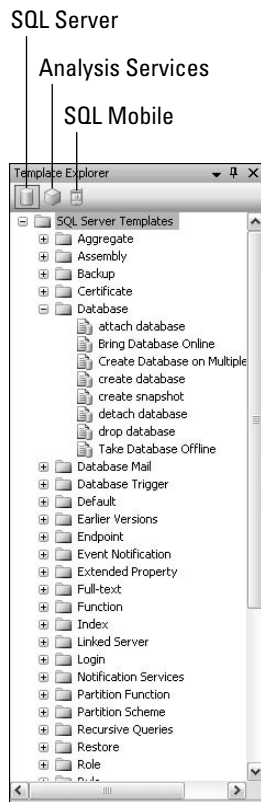 SQL Server
Analysis Services
SQL Mobile
Template Explorer
SQL Server Templates
Aggregate
Assembly
Backup
Certificate
Database
attach database
Bring Database Online
Create Database on Multiple
create database
create snapshot
detach database
drop database
Take Database Offline
Database Mail
Database Trigger
Default
Earlier Versions
Endpoint
Event Notification
Extended Property
Full-text
Function
Index
Linked Server
Login
Notification Services
Partition Function
Partition Scheme
Recursive Queries
Restore
Role